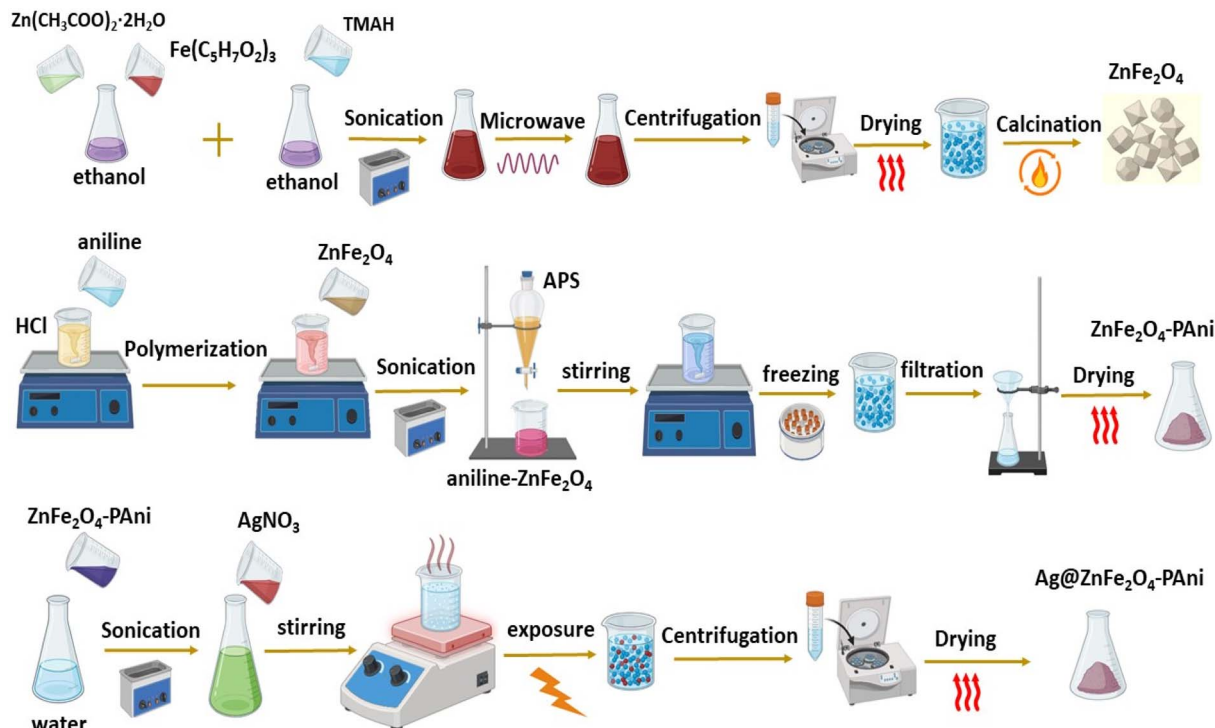 Zn(CH₃COO)₂·2H₂O
Fe(C₅H₇O₂)₃
TMAH
ethanol
+
ethanol
Sonication
Microwave
Centrifugation
Drying
Calcination
ZnFe₂O₄
aniline
HCl
Polymerization
ZnFe₂O₄
Sonication
APS
aniline-ZnFe₂O₄
stirring
freezing
filtration
Drying
ZnFe₂O₄-PAni
ZnFe₂O₄-PAni
water
Sonication
AgNO₃
stirring
exposure
Centrifugation
Drying
Ag@ZnFe₂O₄-PAni